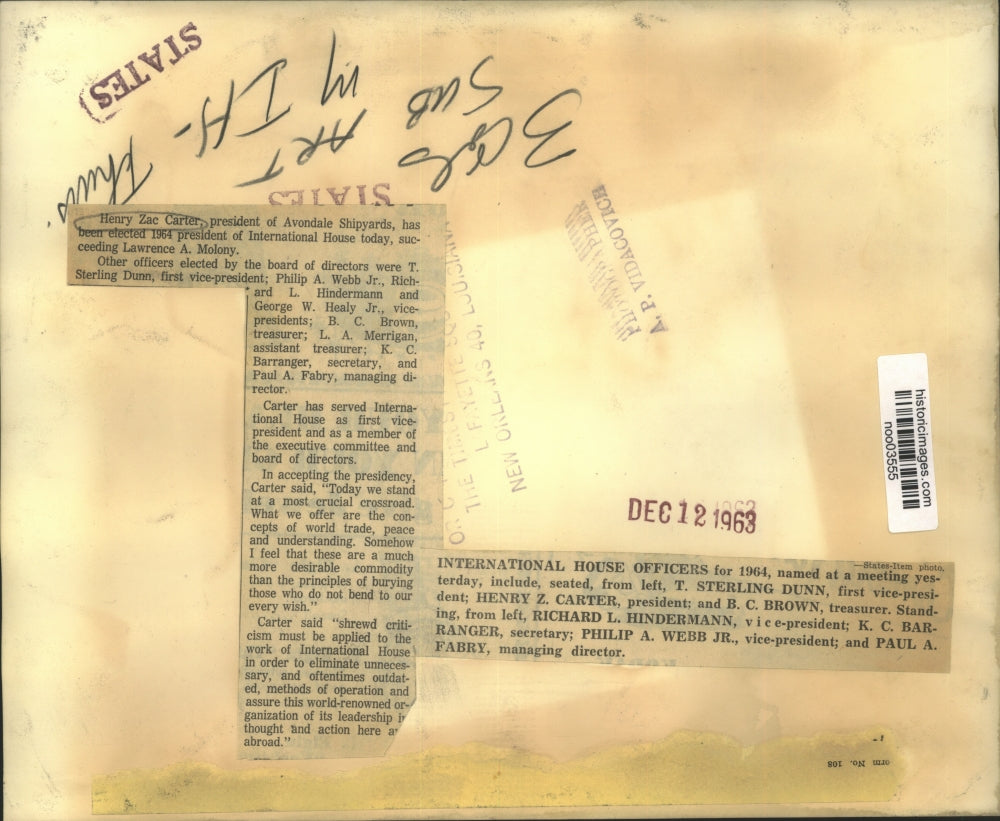 STATES
3 Cols
SUB
ART
IN I.H.-
Thurs.
STATES
Henry Zac Carter, president of Avondale Shipyards, has
been elected 1964 president of International House today, suc-
ceeding Lawrence A. Molony.
Other officers elected by the board of directors were T.
Sterling Dunn, first vice-president; Philip A. Webb Jr., Rich-
ard L. Hindermann and
George W. Healy Jr., vice-
presidents; B. C. Brown,
treasurer; L. A. Merrigan,
assistant treasurer; K. C.
Barranger, secretary, and
Paul A. Fabry, managing di-
rector.
Carter has served Interna-
tional House as first vice-
president and as a member of
the executive committee and
board of directors.
In accepting the presidency,
Carter said, "Today we stand
at a most crucial crossroad.
What we offer are the con-
cepts of world trade, peace
and understanding. Somehow
I feel that these are a much
more desirable commodity
than the principles of burying
those who do not bend to our
every wish."
Carter said "shrewd criti-
cism must be applied to the
work of International House
in order to eliminate unneces-
sary, and oftentimes outdat-
ed, methods of operation and
assure this world-renowned or-
ganization of its leadership
thought and action here
abroad."
THE
NEW ORLEANS 40, LOUISIANA
PHOTOGRAPHER
A. P. VIDACOVICH
DEC 12 1963
historicimages.com
noo03555
—States-Item photo.
INTERNATIONAL HOUSE OFFICERS for 1964, named at a meeting yes-
terday, include, seated, from left, T. STERLING DUNN, first vice-presi-
dent; HENRY Z. CARTER, president; and B. C. BROWN, treasurer. Stand-
ing, from left, RICHARD L. HINDERMANN, vice-president; K. C. BAR-
RANGER, secretary; PHILIP A. WEBB JR., vice-president; and PAUL A.
FABRY, managing director.
orm No. 108